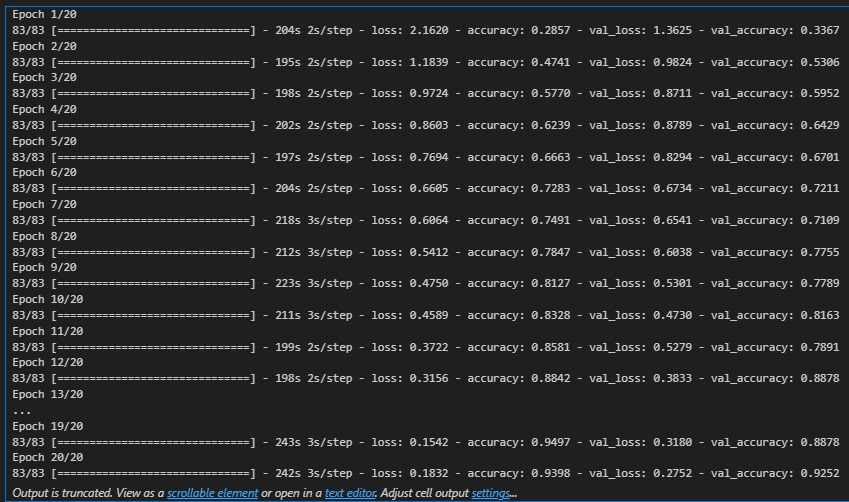 Epoch 1/20
83/83 [==============================] - 204s 2s/step - loss: 2.1620 - accuracy: 0.2857 - val_loss: 1.3625 - val_accuracy: 0.3367
Epoch 2/20
83/83 [==============================] - 195s 2s/step - loss: 1.1839 - accuracy: 0.4741 - val_loss: 0.9824 - val_accuracy: 0.5306
Epoch 3/20
83/83 [==============================] - 198s 2s/step - loss: 0.9724 - accuracy: 0.5770 - val_loss: 0.8711 - val_accuracy: 0.5952
Epoch 4/20
83/83 [==============================] - 202s 2s/step - loss: 0.8603 - accuracy: 0.6239 - val_loss: 0.8789 - val_accuracy: 0.6429
Epoch 5/20
83/83 [==============================] - 197s 2s/step - loss: 0.7694 - accuracy: 0.6663 - val_loss: 0.8294 - val_accuracy: 0.6701
Epoch 6/20
83/83 [==============================] - 204s 2s/step - loss: 0.6605 - accuracy: 0.7283 - val_loss: 0.6734 - val_accuracy: 0.7211
Epoch 7/20
83/83 [==============================] - 218s 3s/step - loss: 0.6064 - accuracy: 0.7491 - val_loss: 0.6541 - val_accuracy: 0.7109
Epoch 8/20
83/83 [==============================] - 212s 3s/step - loss: 0.5412 - accuracy: 0.7847 - val_loss: 0.6038 - val_accuracy: 0.7755
Epoch 9/20
83/83 [==============================] - 223s 3s/step - loss: 0.4750 - accuracy: 0.8127 - val_loss: 0.5301 - val_accuracy: 0.7789
Epoch 10/20
83/83 [==============================] - 211s 3s/step - loss: 0.4589 - accuracy: 0.8328 - val_loss: 0.4730 - val_accuracy: 0.8163
Epoch 11/20
83/83 [==============================] - 199s 2s/step - loss: 0.3722 - accuracy: 0.8581 - val_loss: 0.5279 - val_accuracy: 0.7891
Epoch 12/20
83/83 [==============================] - 198s 2s/step - loss: 0.3156 - accuracy: 0.8842 - val_loss: 0.3833 - val_accuracy: 0.8878
Epoch 13/20
...
Epoch 19/20
83/83 [==============================] - 243s 3s/step - loss: 0.1542 - accuracy: 0.9497 - val_loss: 0.3180 - val_accuracy: 0.8878
Epoch 20/20
83/83 [==============================] - 242s 3s/step - loss: 0.1832 - accuracy: 0.9398 - val_loss: 0.2752 - val_accuracy: 0.9252
Output is truncated. View as a scrollable element or open in a text editor. Adjust cell output settings...